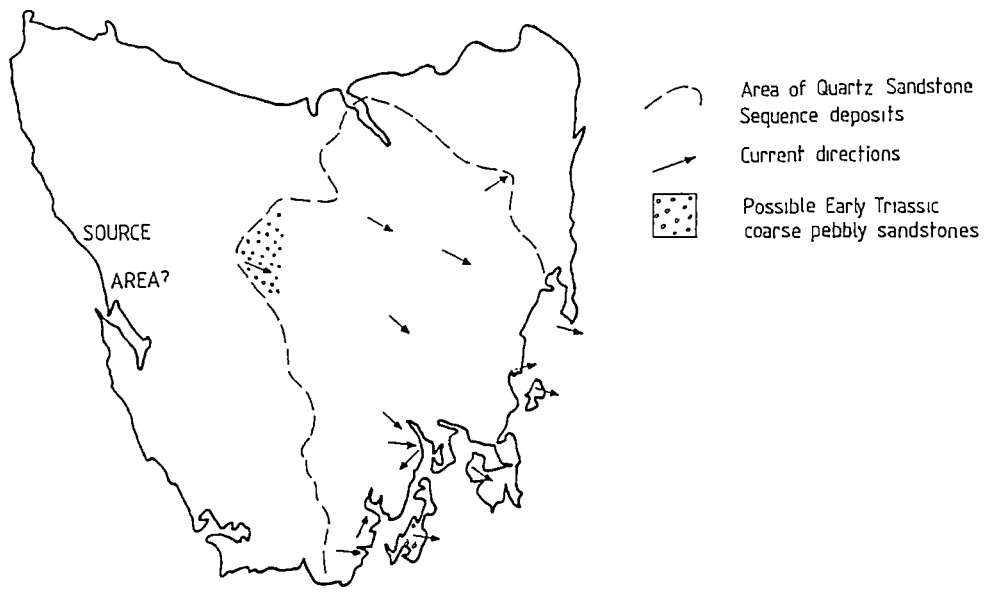 Area of Quartz Sandstone
Sequence deposits
Current directions
Possible Early Triassic
coarse pebbly sandstones
SOURCE
AREA?